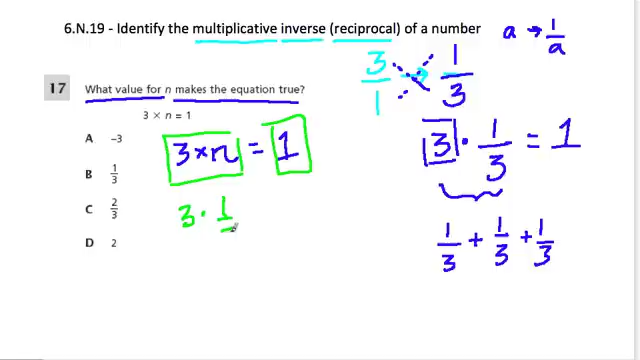 6.N.19 - Identify the multiplicative inverse (reciprocal) of a number
a → 1/a
3/1 → 1/3
17 What value for n makes the equation true?
3 × n = 1
A −3
B 1/3
C 2/3
D 2
3 × n = 1
3 · 1/
3 · 1/3 = 1
1/3 + 1/3 + 1/3